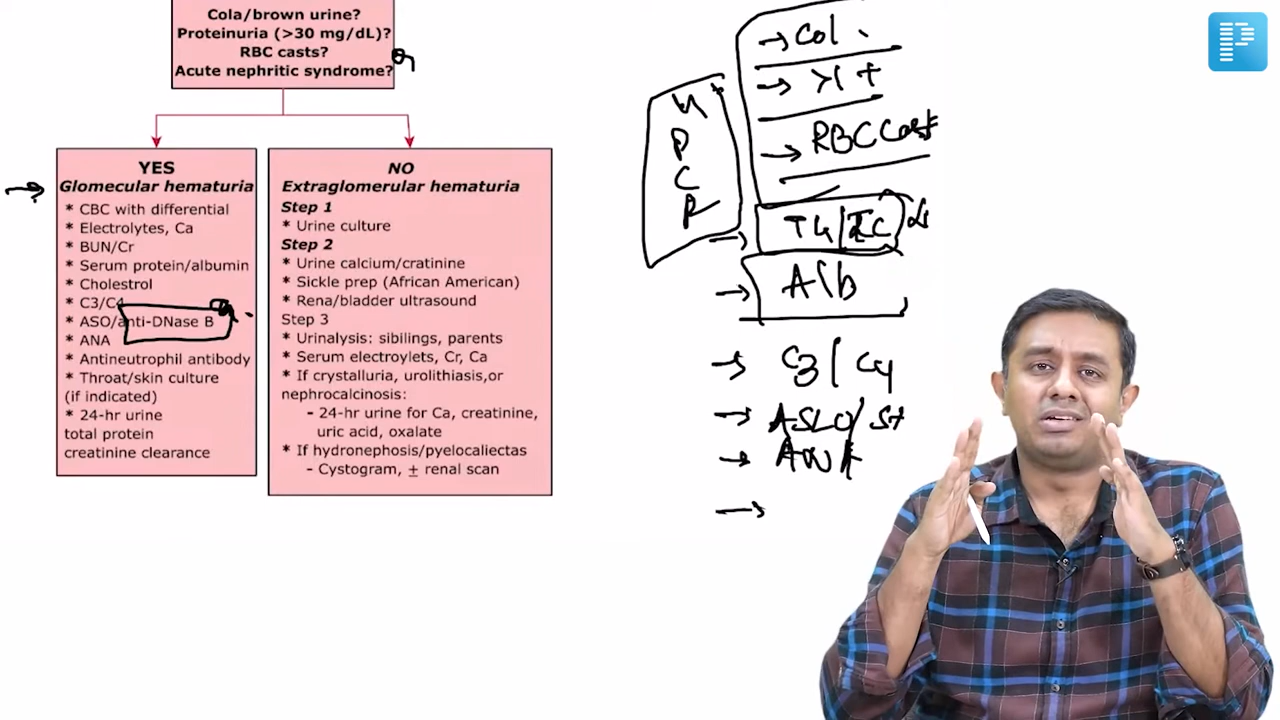 Cola/brown urine?
Proteinuria (>30 mg/dL)?
RBC casts?
Acute nephritic syndrome?
YES
Glomecular hematuria
* CBC with differential
* Electrolytes, Ca
* BUN/Cr
* Serum protein/albumin
* Cholestrol
* C3/C4
* ASO/anti-DNase B
* ANA
* Antineutrophil antibody
* Throat/skin culture
(if indicated)
* 24-hr urine
total protein
creatinine clearance
NO
Extraglomerular hematuria
Step 1
* Urine culture
Step 2
* Urine calcium/cratinine
* Sickle prep (African American)
* Rena/bladder ultrasound
Step 3
* Urinalysis: sibilings, parents
* Serum electroylets, Cr, Ca
* If crystalluria, urolithiasis,or
nephrocalcinosis:
- 24-hr urine for Ca, creatinine,
uric acid, oxalate
* If hydronephosis/pyelocaliectas
- Cystogram, ± renal scan
→ Col
→ >1 +
→ RBC Cast
U
P
C
R
→ Alb
→ C3 / C4
→ ASLO/ St
→ ANA
→
P